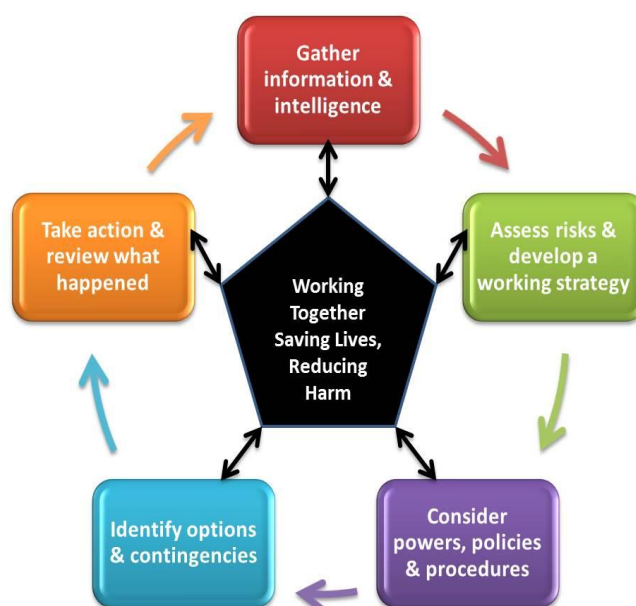 Gather
information &
intelligence
Assess risks &
develop a
working strategy
Consider
powers, policies
& procedures
Identify options
& contingencies
Take action &
review what
happened
Working
Together
Saving Lives,
Reducing
Harm